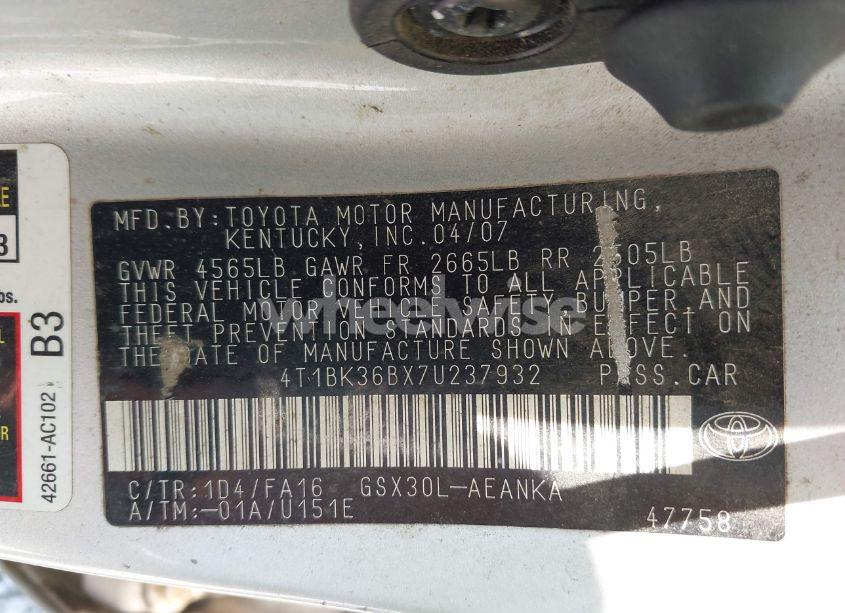 MFD.BY:TOYOTA MOTOR MANUFACTURING,
KENTUCKY, INC. 04/07
GVWR 4565LB GAWR FR 2665LB RR 2505LB
THIS VEHICLE CONFORMS TO ALL APPLICABLE
FEDERAL MOTOR VEHICLE SAFETY, BUMPER, AND
THEFT PREVENTION STANDARDS IN EFFECT ON
THE DATE OF MANUFACTURE SHOWN ABOVE.
4T1BK36BX7U237932 PASS.CAR
C/TR:1D4/FA16 GSX30L-AEANKA
A/TM:-01A/U151E
47758
wheelwise
42661-AC102 B3